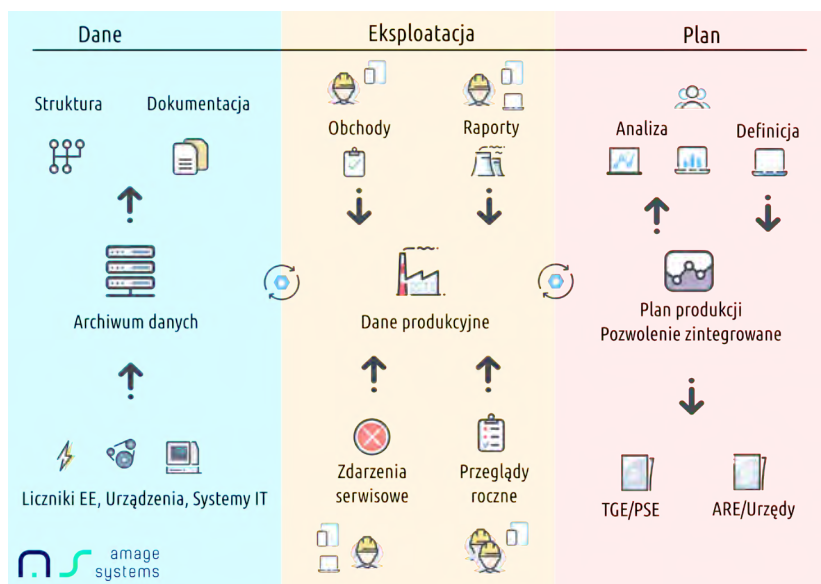 Dane
Eksploatacja
Plan
Struktura
Dokumentacja
Archiwum danych
Liczniki EE, Urządzenia, Systemy IT
Obchody
Raporty
Dane produkcyjne
Zdarzenia
serwisowe
Przeglądy
roczne
Analiza
Definicja
Plan produkcji
Pozwolenie zintegrowane
TGE/PSE
ARE/Urzędy
amage
systems